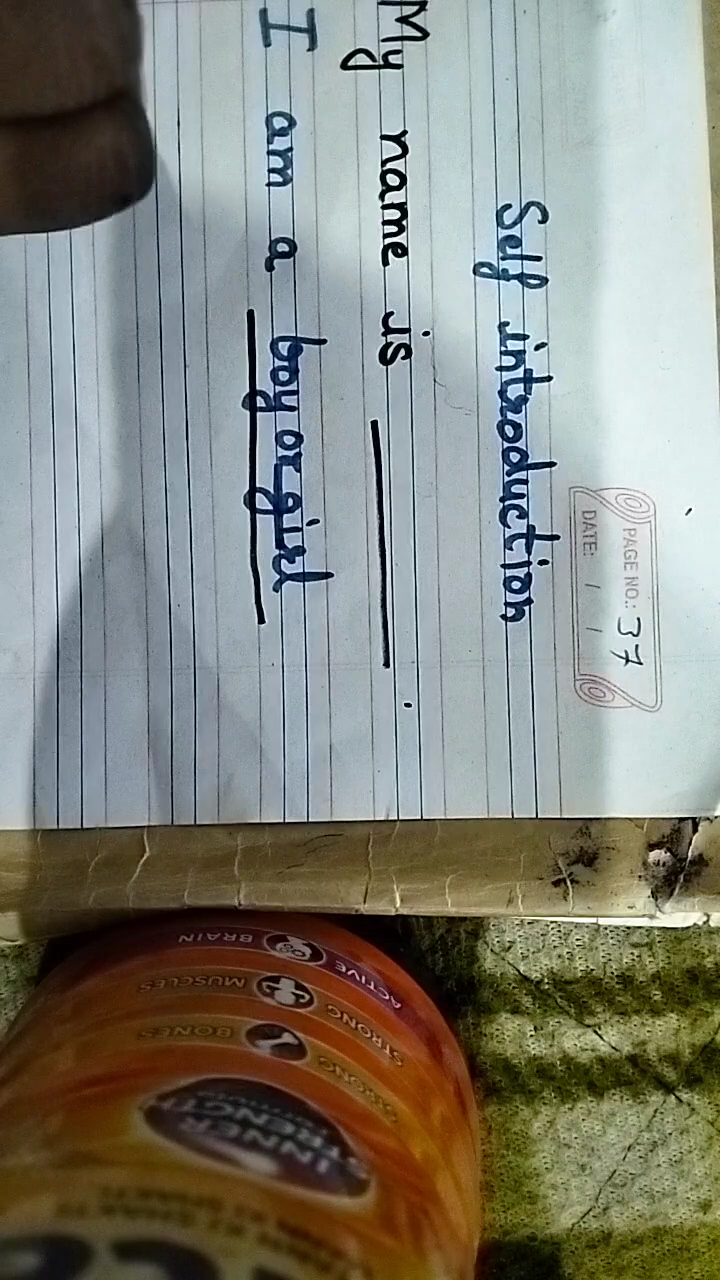 PAGE NO.: 37
DATE: / /
Self introduction
My name is ______.
I am a boy or girl
ACTIVE BRAIN
STRONG MUSCLES
STRONG BONES
INNER STRENGTH